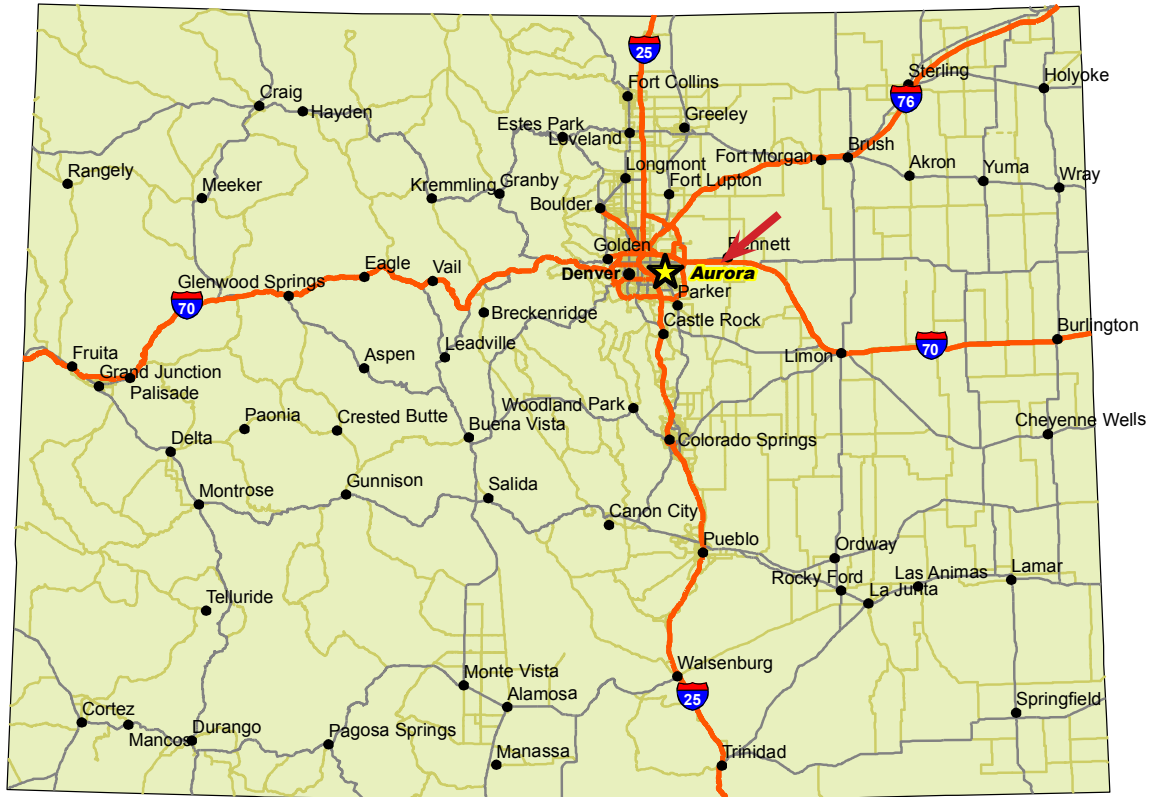 25
Fort Collins
Sterling
Holyoke
76
Craig
Hayden
Greeley
Estes Park
Loveland
Brush
Fort Morgan
Akron
Yuma
Wray
Rangely
Meeker
Longmont
Fort Lupton
Kremmling
Granby
Boulder
Golden
Bennett
Denver
Aurora
Eagle
Vail
Glenwood Springs
70
Parker
Breckenridge
Castle Rock
Burlington
70
Limon
Fruita
Grand Junction
Palisade
Aspen
Leadville
Woodland Park
Paonia
Crested Butte
Buena Vista
Colorado Springs
Cheyenne Wells
Delta
Montrose
Gunnison
Salida
Canon City
Pueblo
Ordway
Rocky Ford
Las Animas
Lamar
La Junta
Telluride
Walsenburg
25
Monte Vista
Alamosa
Springfield
Cortez
Mancos
Durango
Pagosa Springs
Manassa
Trinidad